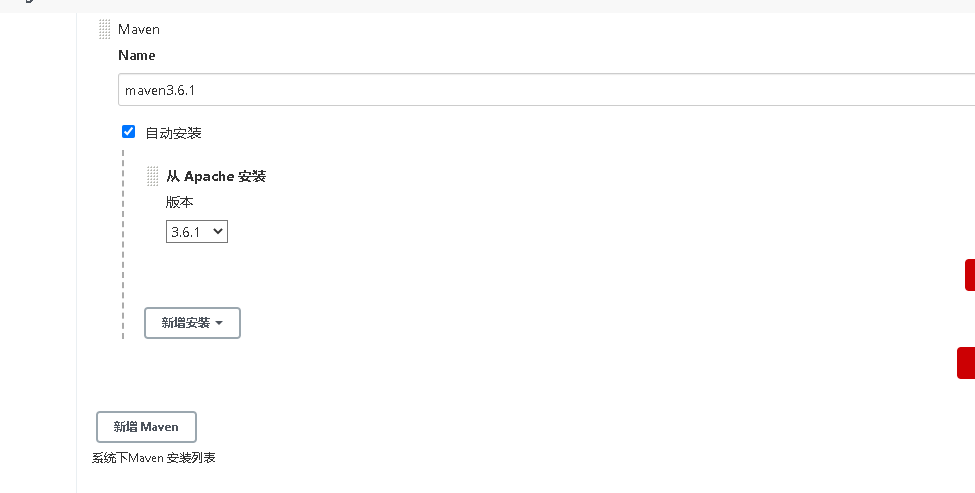 Maven
Name
maven3.6.1
自动安装
从 Apache 安装
版本
3.6.1
新增安装
新增 Maven
系统下Maven 安装列表